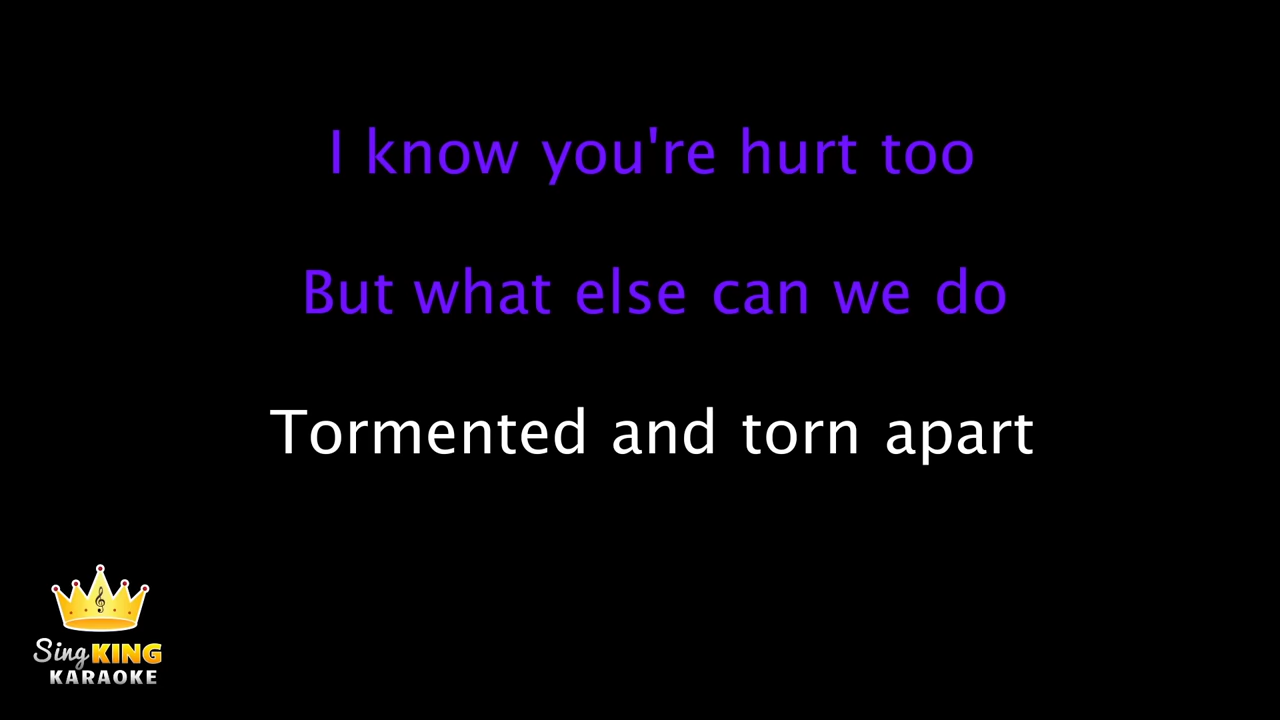 I know you're hurt too
But what else can we do
Tormented and torn apart
Sing KING
KARAOKE